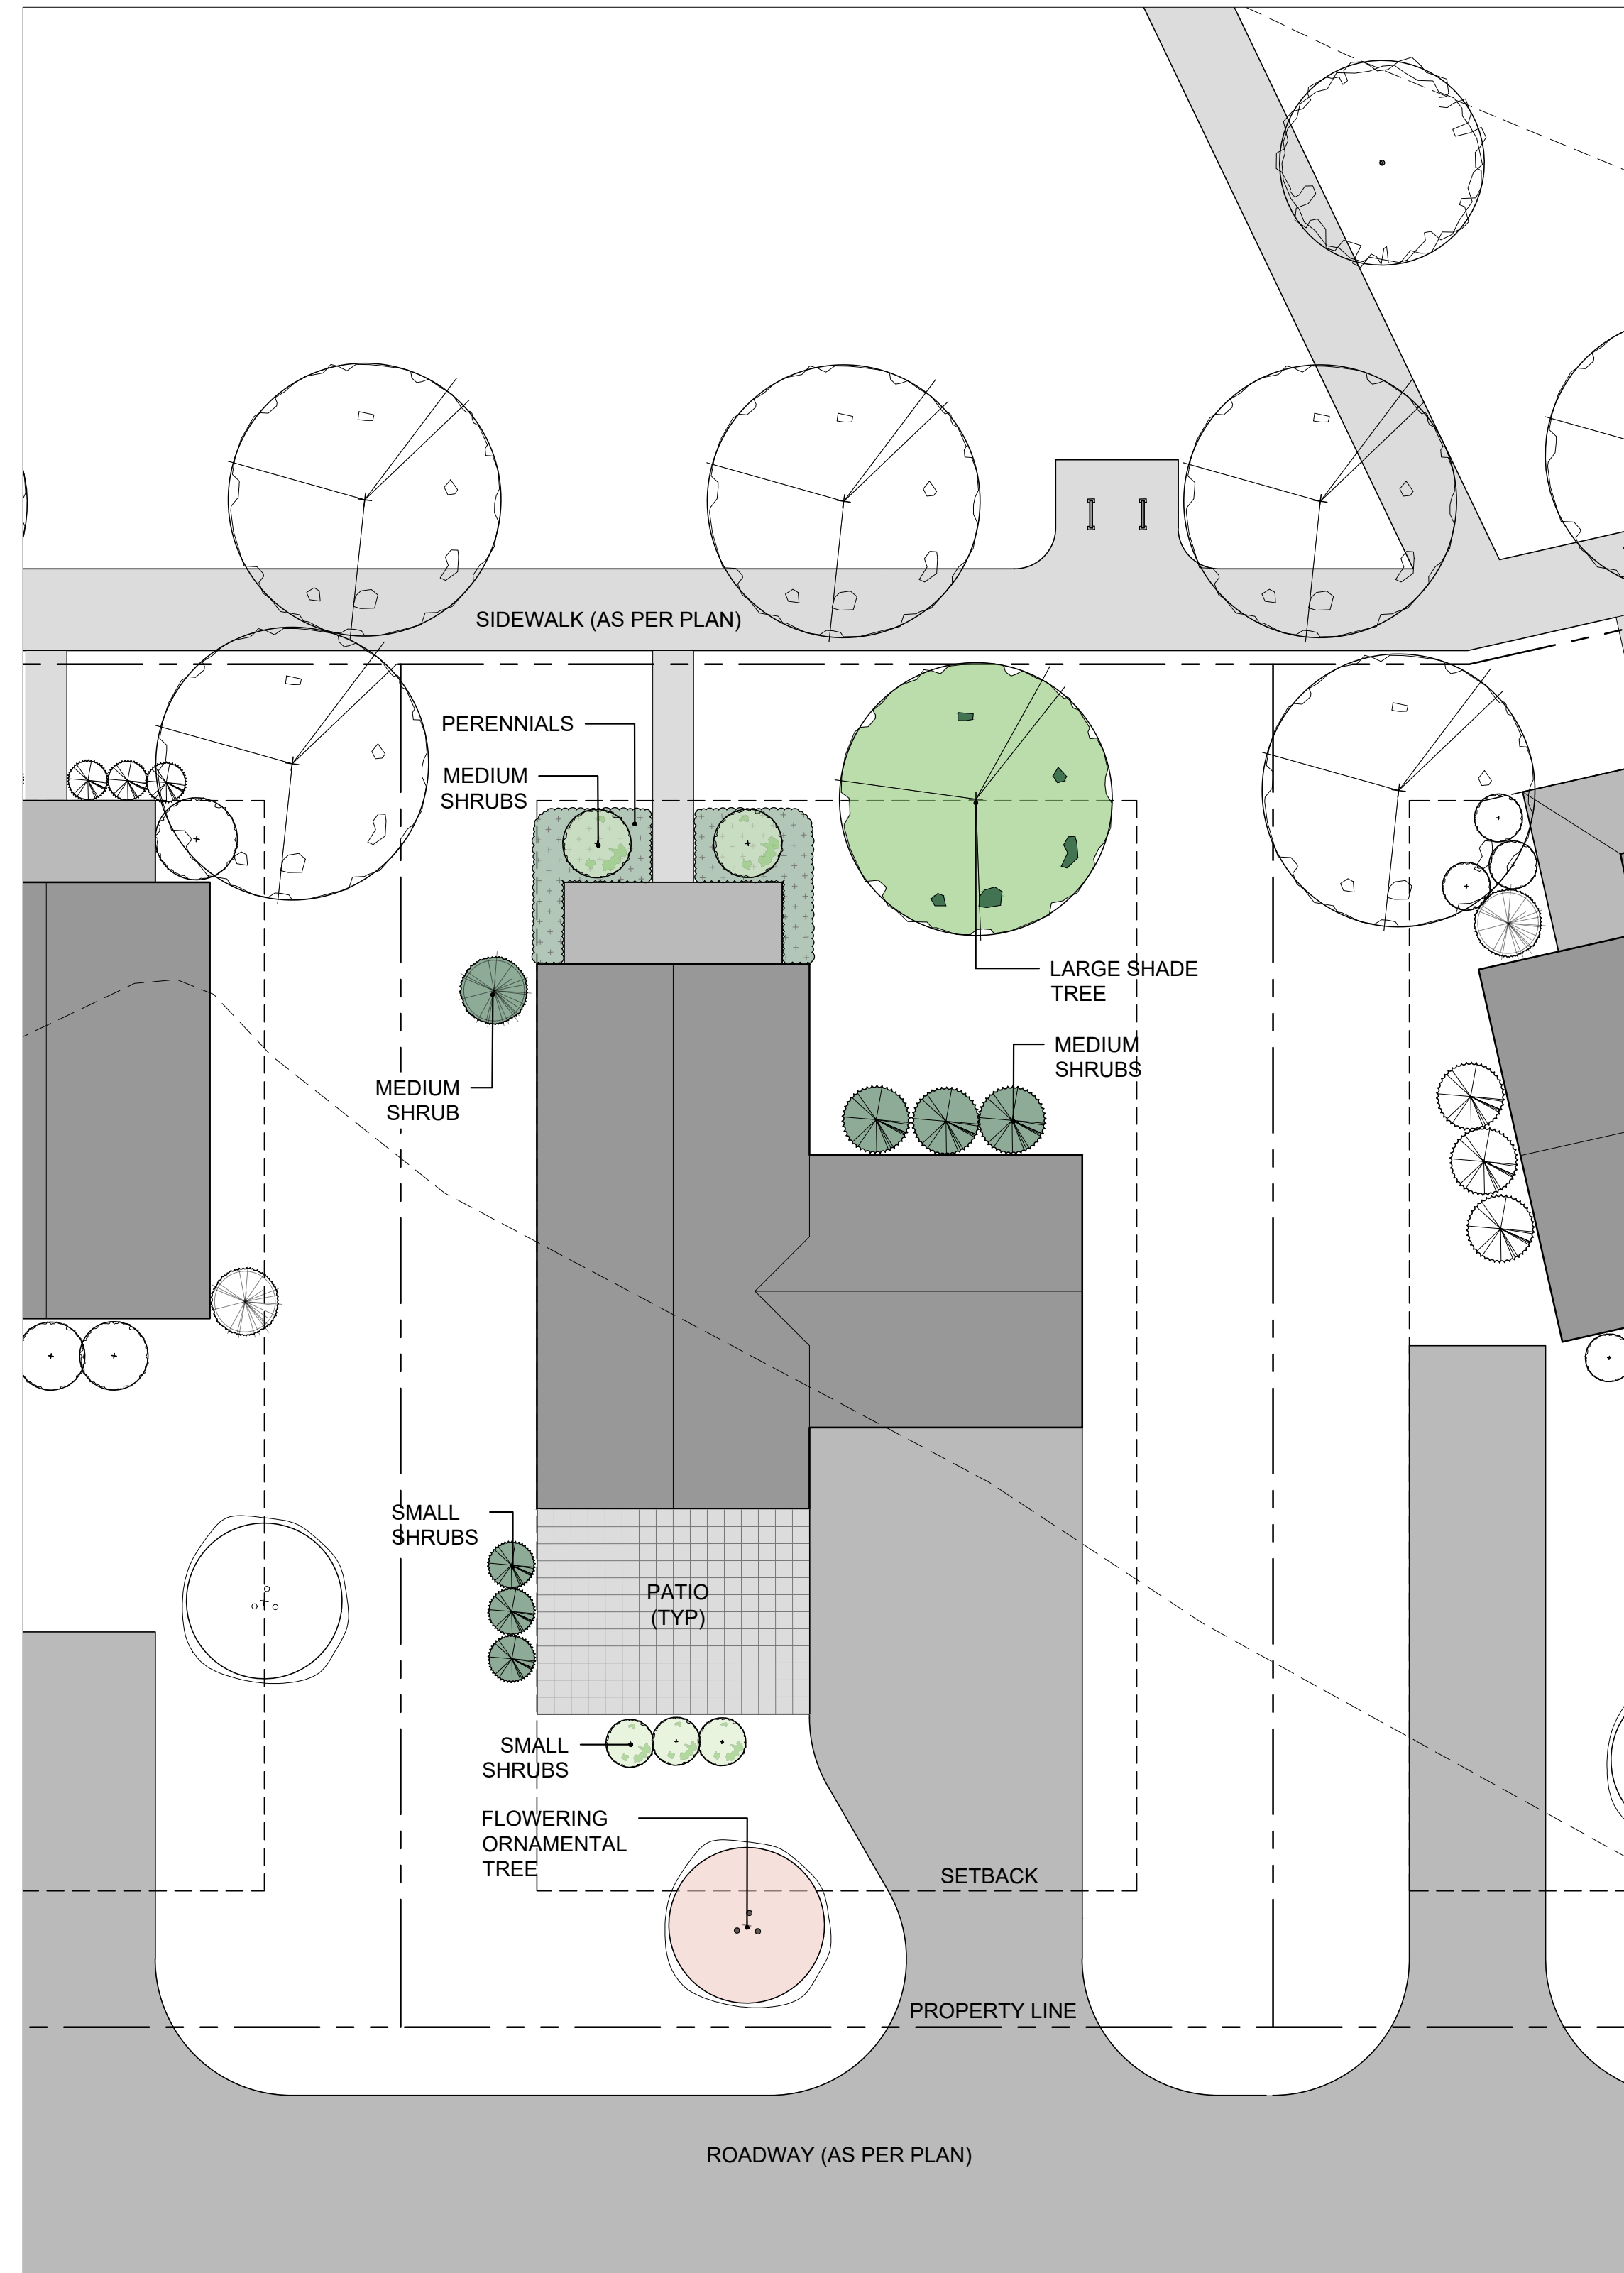 SIDEWALK (AS PER PLAN)
PERENNIALS
MEDIUM
SHRUBS
LARGE SHADE
TREE
MEDIUM
SHRUBS
MEDIUM
SHRUB
SMALL
SHRUBS
PATIO
(TYP)
SMALL
SHRUBS
FLOWERING
ORNAMENTAL
TREE
SETBACK
PROPERTY LINE
ROADWAY (AS PER PLAN)